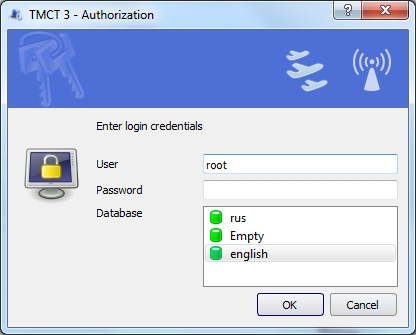 TMCT 3 - Authorization
Enter login credentials
User root
Password
Database
rus
Empty
english
OK Cancel